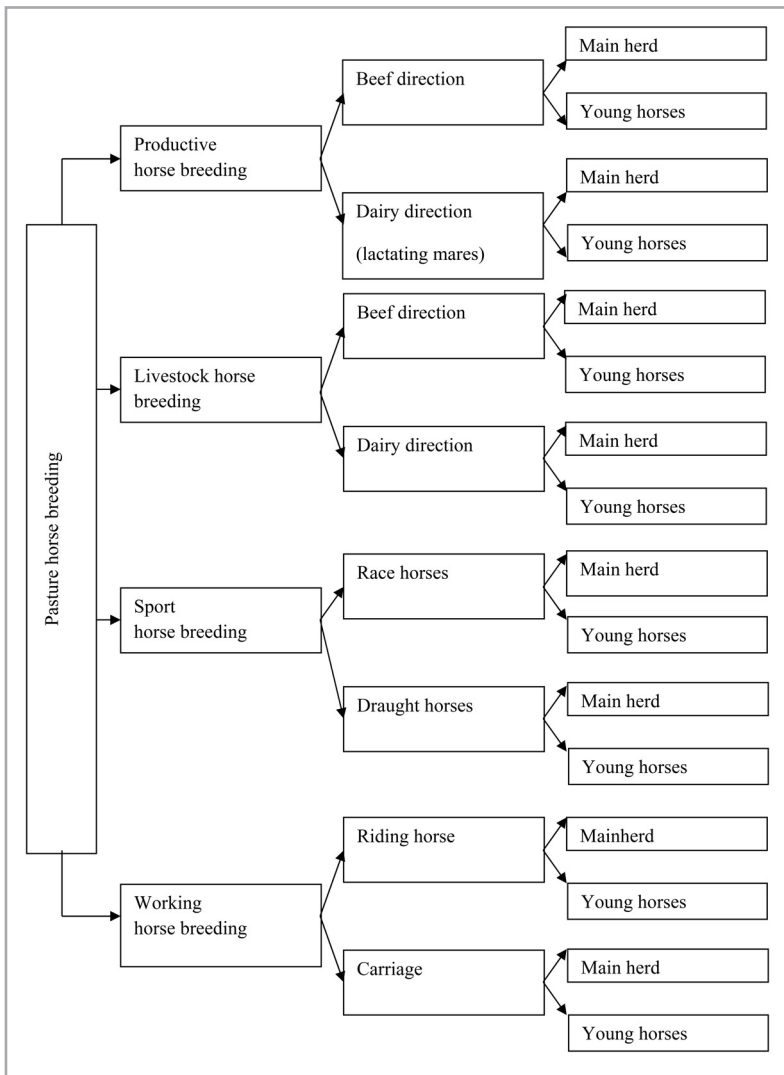 Pasture horse breeding
Productive
horse breeding
Beef direction
Main herd
Young horses
Dairy direction
(lactating mares)
Main herd
Young horses
Livestock horse
breeding
Beef direction
Main herd
Young horses
Dairy direction
Main herd
Young horses
Sport
horse breeding
Race horses
Main herd
Young horses
Draught horses
Main herd
Young horses
Working
horse breeding
Riding horse
Mainherd
Young horses
Carriage
Main herd
Young horses